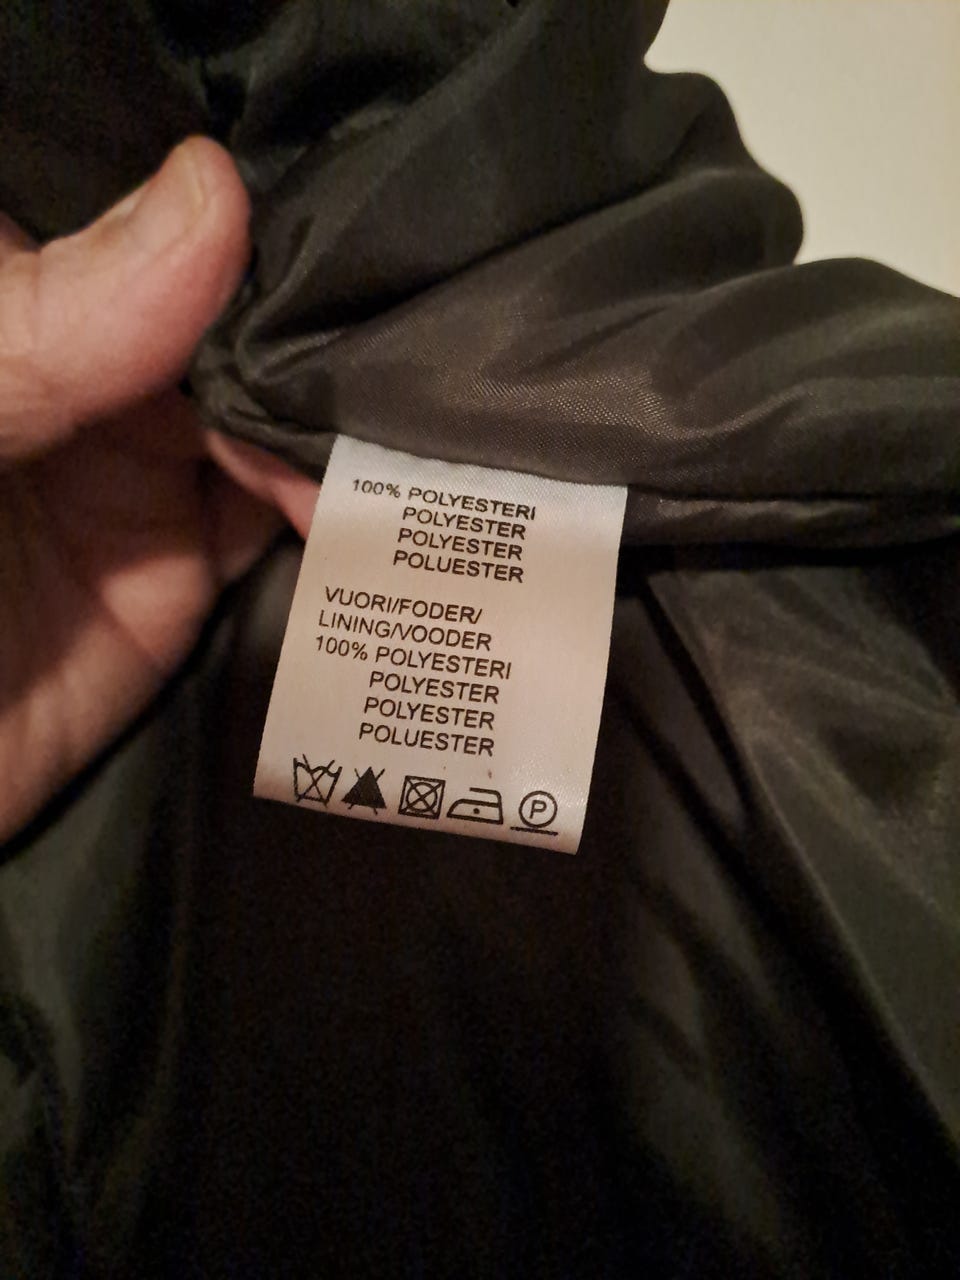 100% POLYESTERI
POLYESTER
POLYESTER
POLUESTER
VUORI/FODER/
LINING/VOODER
100% POLYESTERI
POLYESTER
POLYESTER
POLUESTER
P